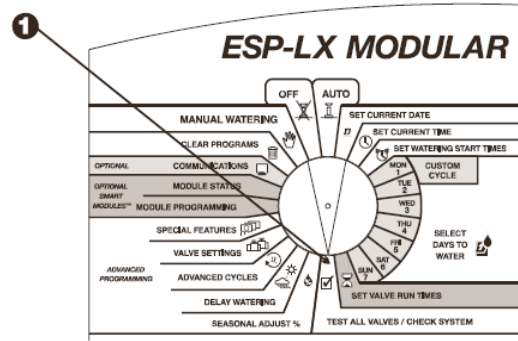 1
ESP-LX MODULAR
OFF
AUTO
MANUAL WATERING
SET CURRENT DATE
CLEAR PROGRAMS
SET CURRENT TIME
SET WATERING START TIMES
OPTIONAL
COMMUNICATIONS
MON
1
CUSTOM
CYCLE
OPTIONAL
SMART
MODULES™
MODULE STATUS
MODULE PROGRAMMING
TUE
2
WED
3
THU
4
FRI
5
SAT
6
SUN
7
SELECT
DAYS TO
WATER
SPECIAL FEATURES
VALVE SETTINGS
ADVANCED
PROGRAMMING
ADVANCED CYCLES
DELAY WATERING
SET VALVE RUN TIMES
SEASONAL ADJUST %
TEST ALL VALVES / CHECK SYSTEM